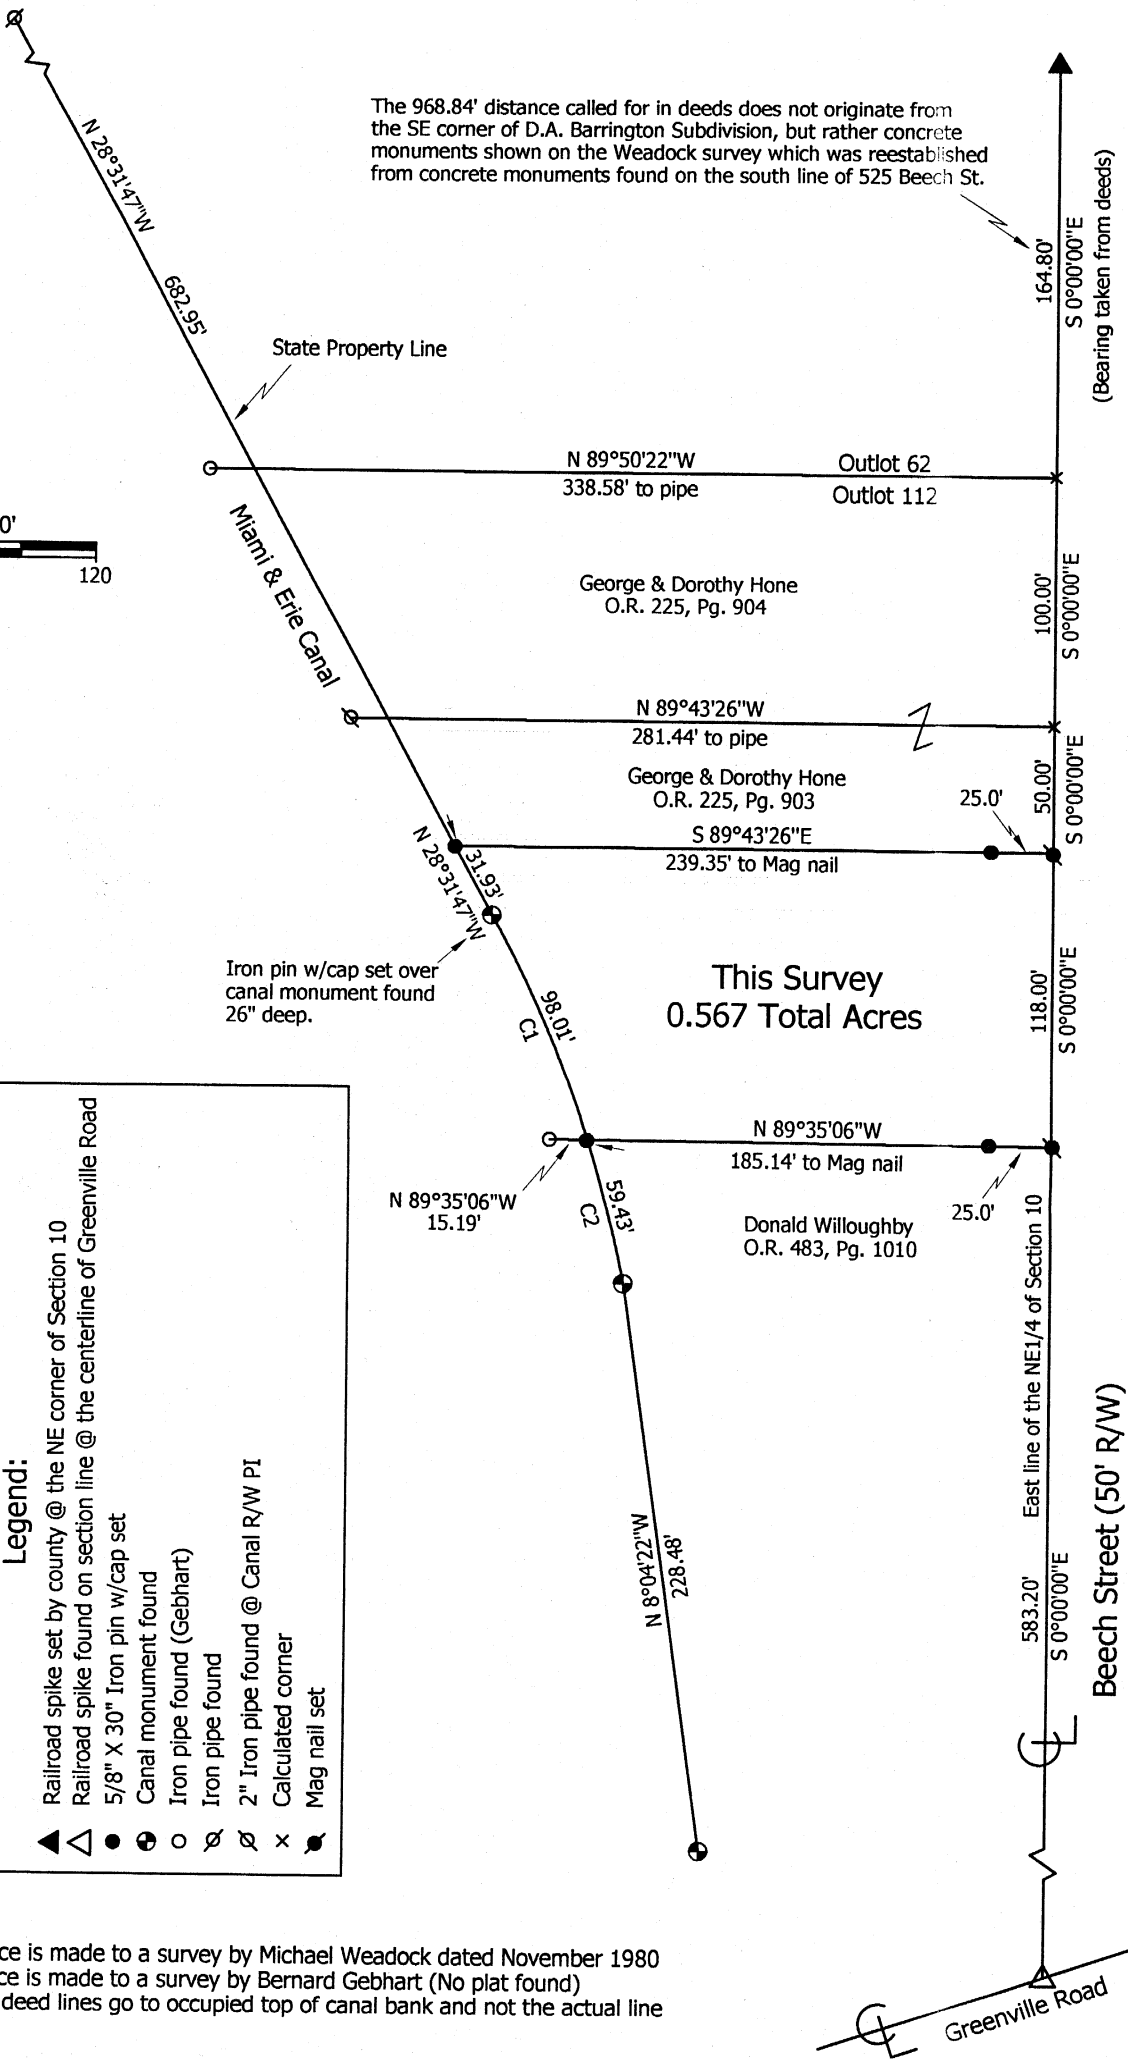 The 968.84' distance called for in deeds does not originate from
the SE corner of D.A. Barrington Subdivision, but rather concrete
monuments shown on the Weadock survey which was reestablished
from concrete monuments found on the south line of 525 Beech St.
N 28°31'47"W
682.95'
State Property Line
164.80'
S 0°00'00"E
(Bearing taken from deeds)
N 89°50'22"W
338.58' to pipe
Outlot 62
Outlot 112
0'
120
Miami & Erie Canal
George & Dorothy Hone
O.R. 225, Pg. 904
100.00'
S 0°00'00"E
N 89°43'26"W
281.44' to pipe
George & Dorothy Hone
O.R. 225, Pg. 903
25.0'
50.00'
S 0°00'00"E
S 89°43'26"E
239.35' to Mag nail
31.93'
N 28°31'47"W
Iron pin w/cap set over
canal monument found
26" deep.
98.01'
C1
This Survey
0.567 Total Acres
118.00'
S 0°00'00"E
N 89°35'06"W
185.14' to Mag nail
N 89°35'06"W
15.19'
59.43'
C2
25.0'
Donald Willoughby
O.R. 483, Pg. 1010
East line of the NE1/4 of Section 10
N 8°04'22"W
228.48'
583.20'
S 0°00'00"E
Beech Street (50' R/W)
Legend:
Railroad spike set by county @ the NE corner of Section 10
Railroad spike found on section line @ the centerline of Greenville Road
5/8" X 30" Iron pin w/cap set
Canal monument found
Iron pipe found (Gebhart)
Iron pipe found
2" Iron pipe found @ Canal R/W PI
Calculated corner
Mag nail set
ce is made to a survey by Michael Weadock dated November 1980
ce is made to a survey by Bernard Gebhart (No plat found)
deed lines go to occupied top of canal bank and not the actual line
Greenville Road